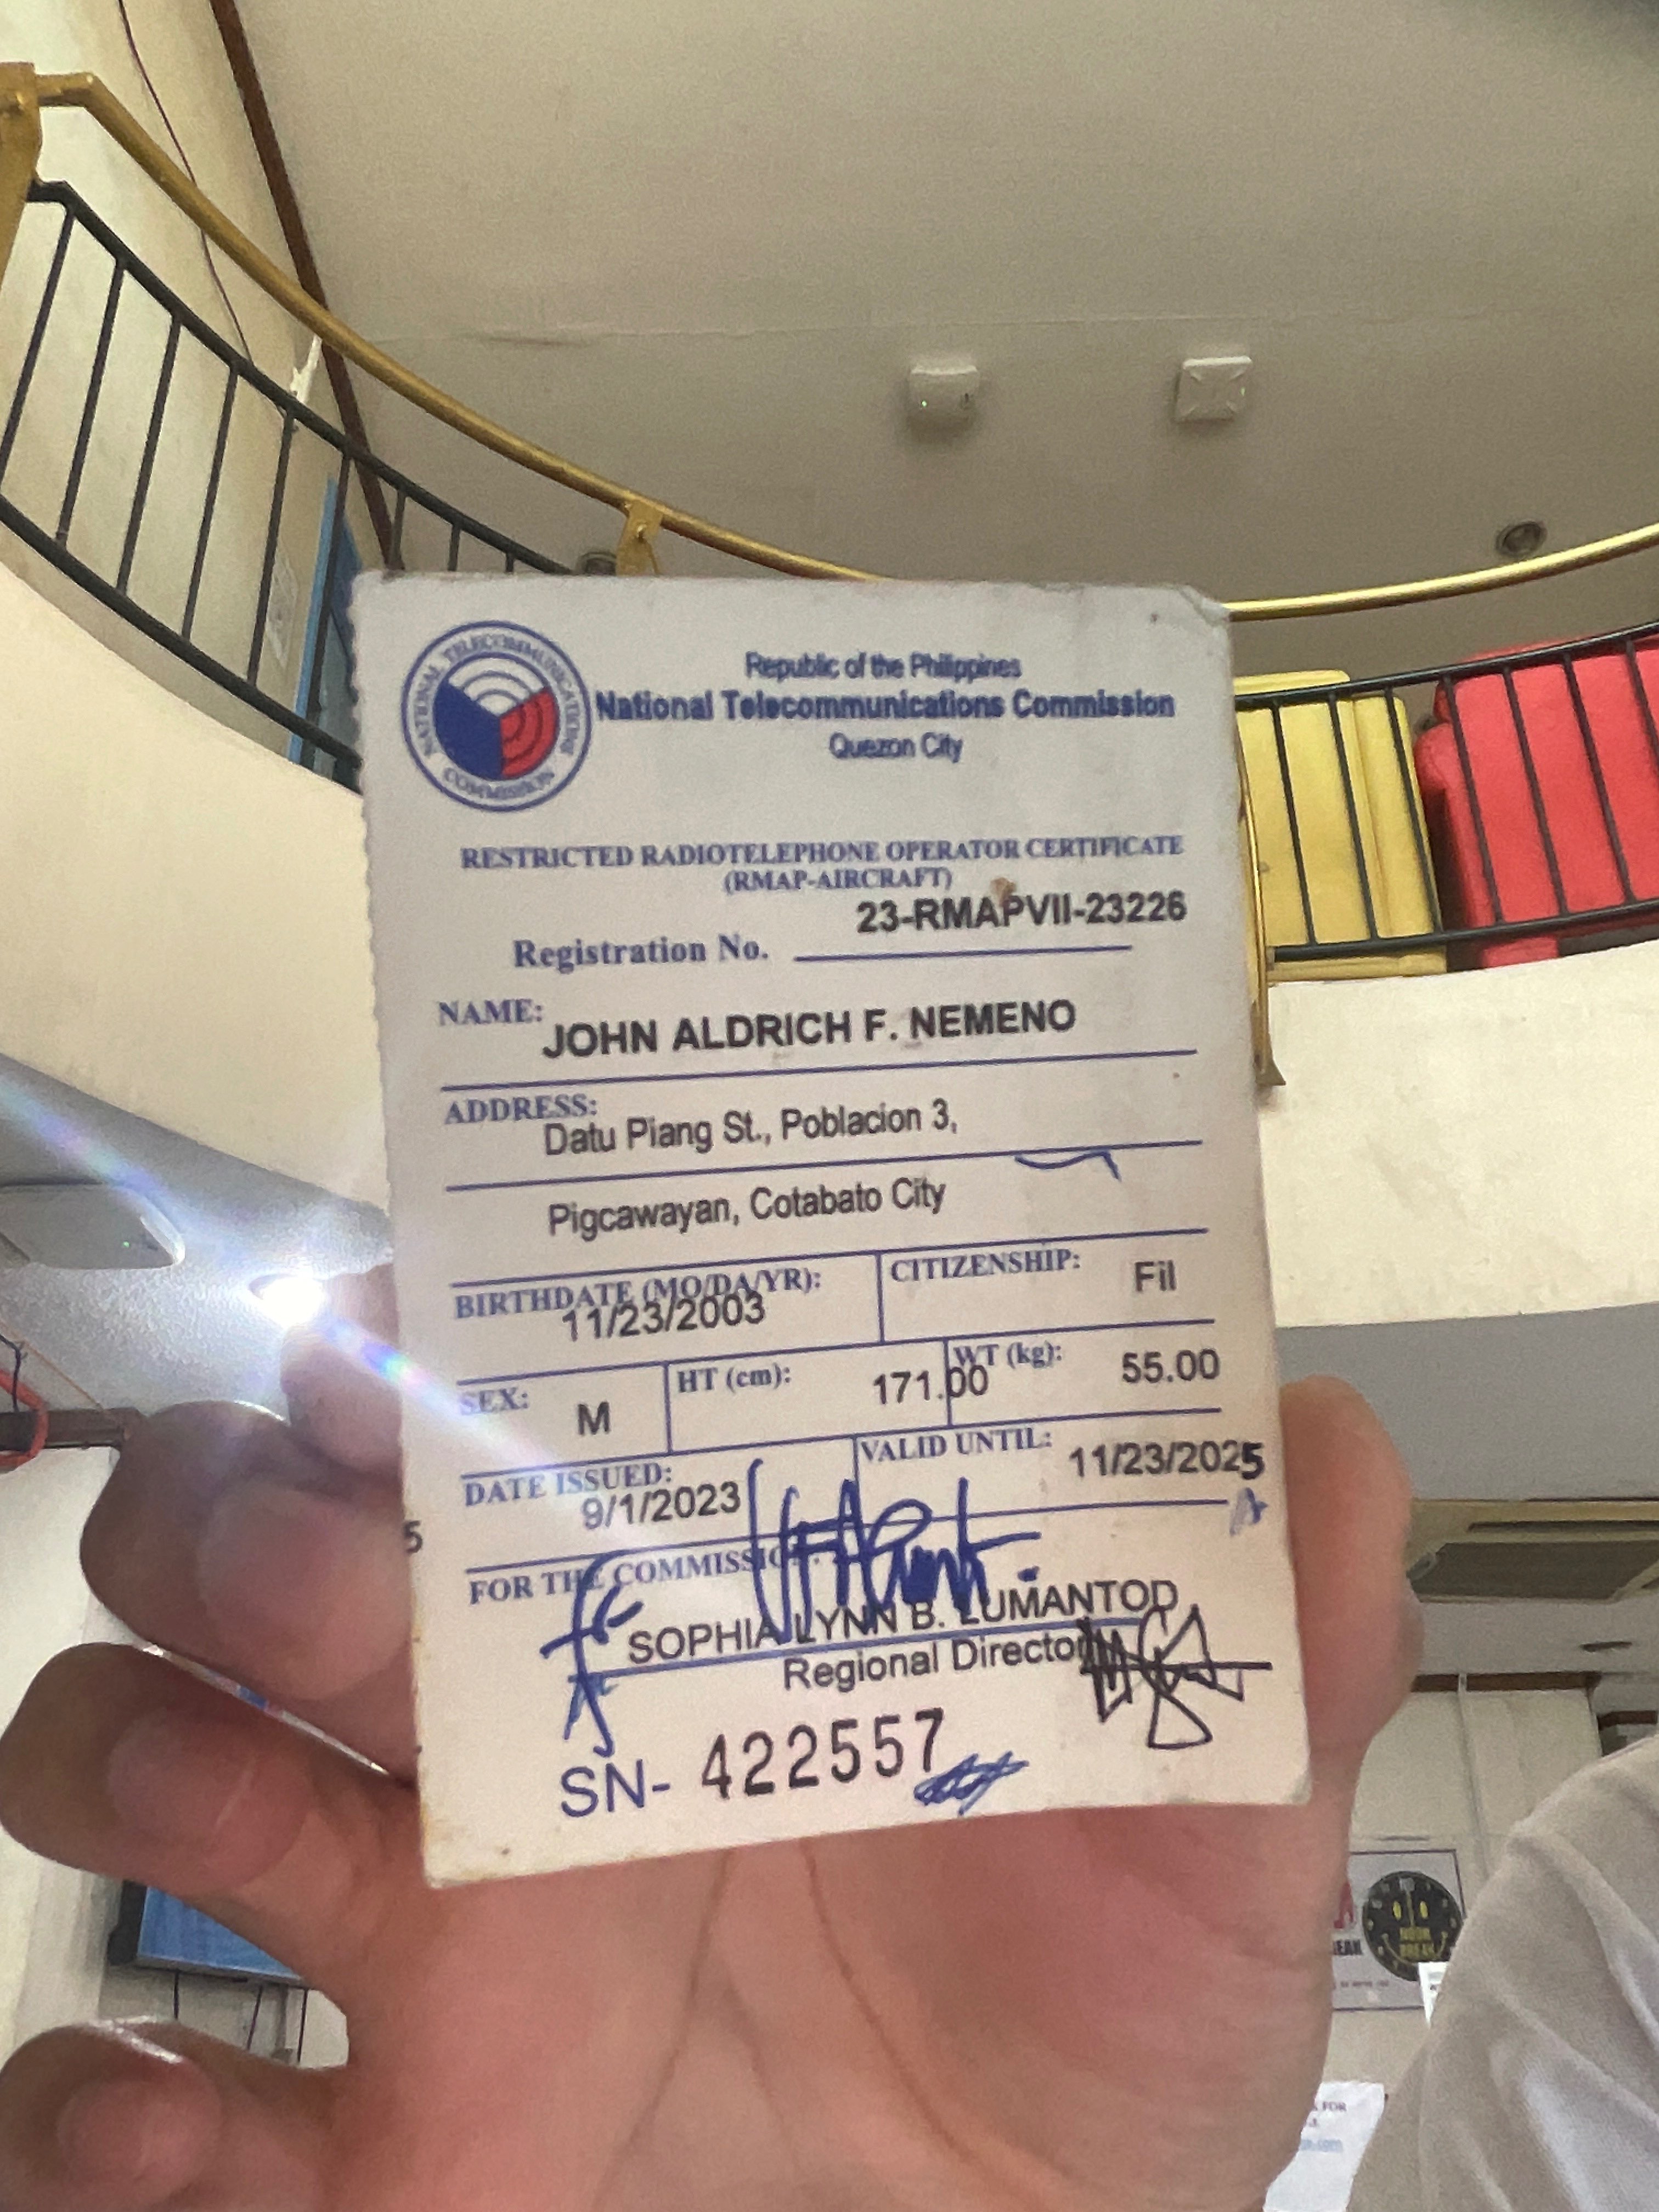 NATIONAL TELECOMMUNICATIONS COMMISSION
Republic of the Philippines
National Telecommunications Commission
Quezon City
RESTRICTED RADIOTELEPHONE OPERATOR CERTIFICATE
(RMAP-AIRCRAFT)
23-RMAPVII-23226
Registration No.
NAME:
JOHN ALDRICH F. NEMENO
ADDRESS:
Datu Piang St., Poblacion 3,
Pigcawayan, Cotabato City
BIRTHDATE (MO/DA/YR): CITIZENSHIP:
11/23/2003 Fil
SEX: HT (cm): WT (kg):
M 171.00 55.00
DATE ISSUED: VALID UNTIL:
9/1/2023 11/23/2025
5
FOR THE COMMISSION:
SOPHIA LYNN B. LUMANTOD
Regional Director
SN- 422557
NOON
BREAK